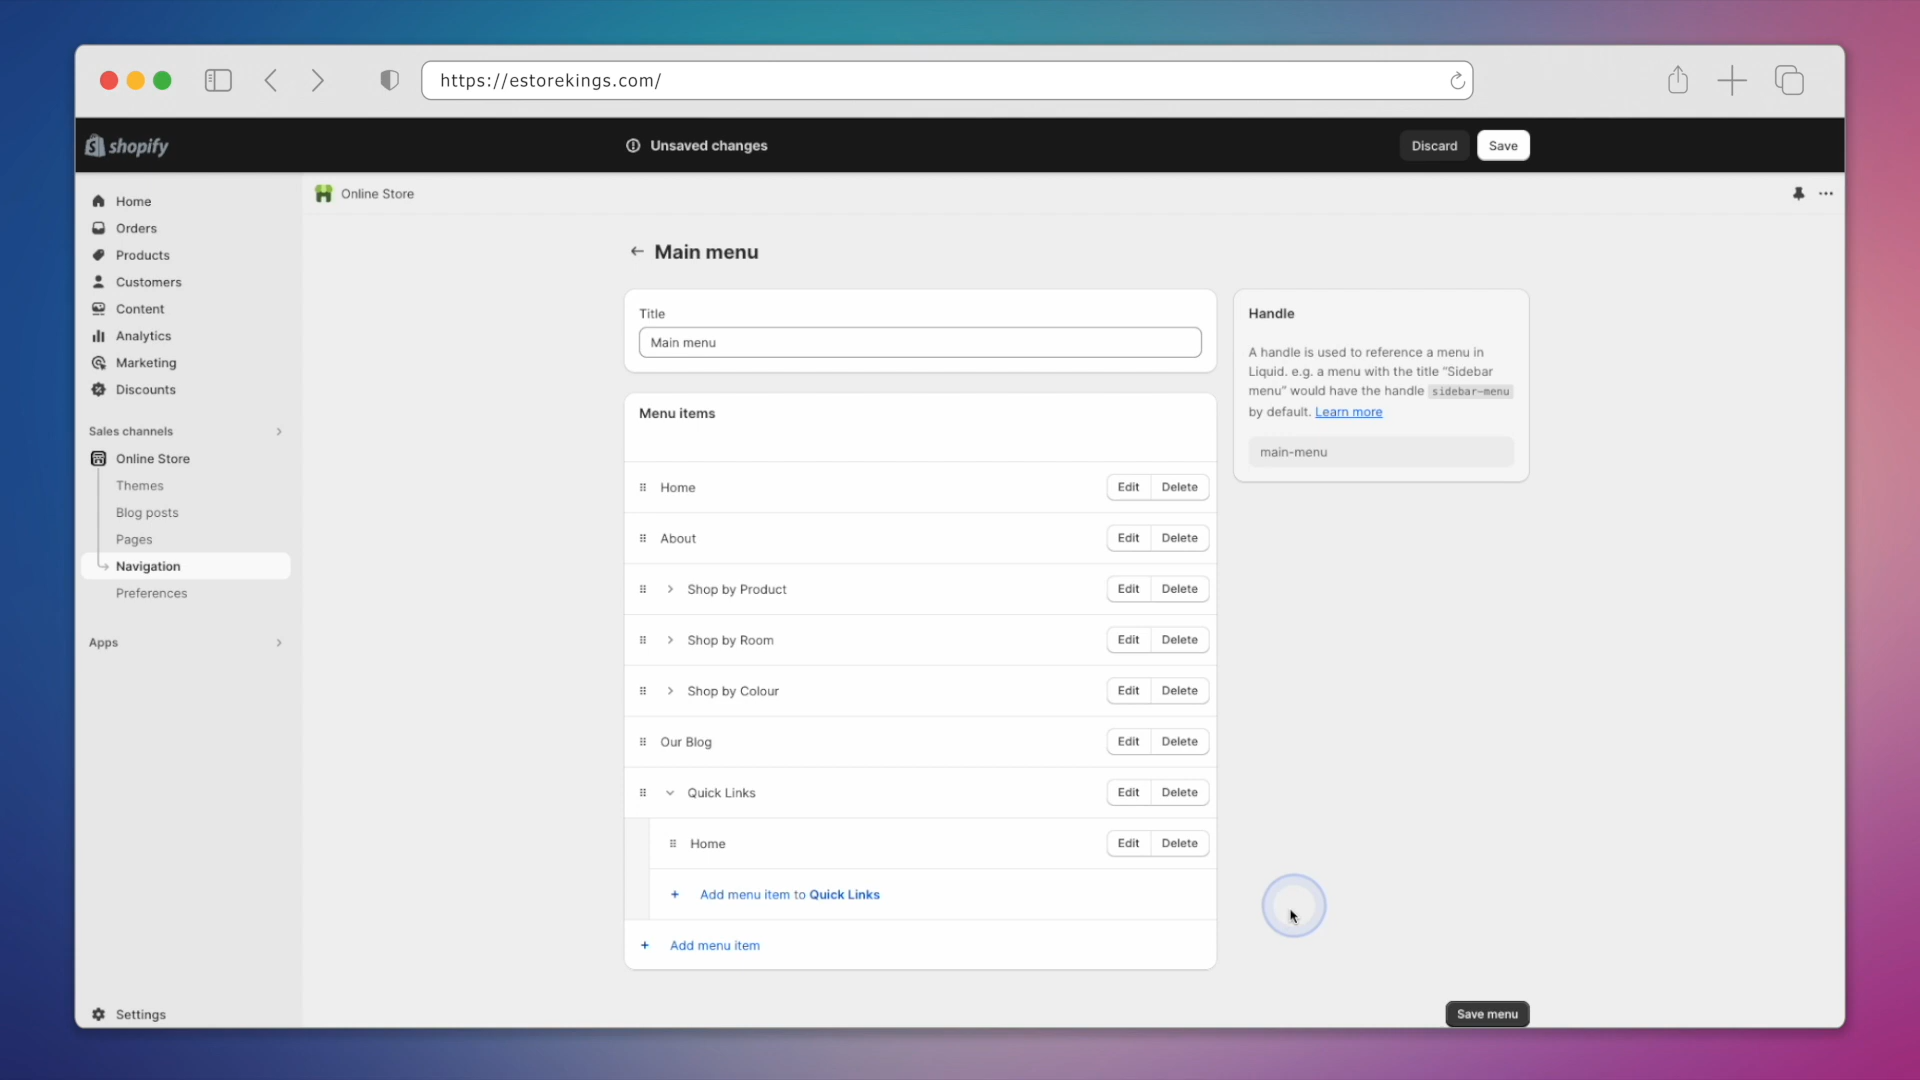 https://estorekings.com/
shopify
Unsaved changes
Discard
Save
Home
Orders
Products
Customers
Content
Analytics
Marketing
Discounts
Sales channels
Online Store
Themes
Blog posts
Pages
Navigation
Preferences
Apps
Settings
Online Store
Main menu
Title
Main menu
Menu items
Home Edit Delete
About Edit Delete
Shop by Product Edit Delete
Shop by Room Edit Delete
Shop by Colour Edit Delete
Our Blog Edit Delete
Quick Links Edit Delete
Home Edit Delete
+ Add menu item to Quick Links
+ Add menu item
Handle
A handle is used to reference a menu in
Liquid. e.g. a menu with the title “Sidebar
menu” would have the handle sidebar-menu
by default. Learn more
main-menu
Save menu